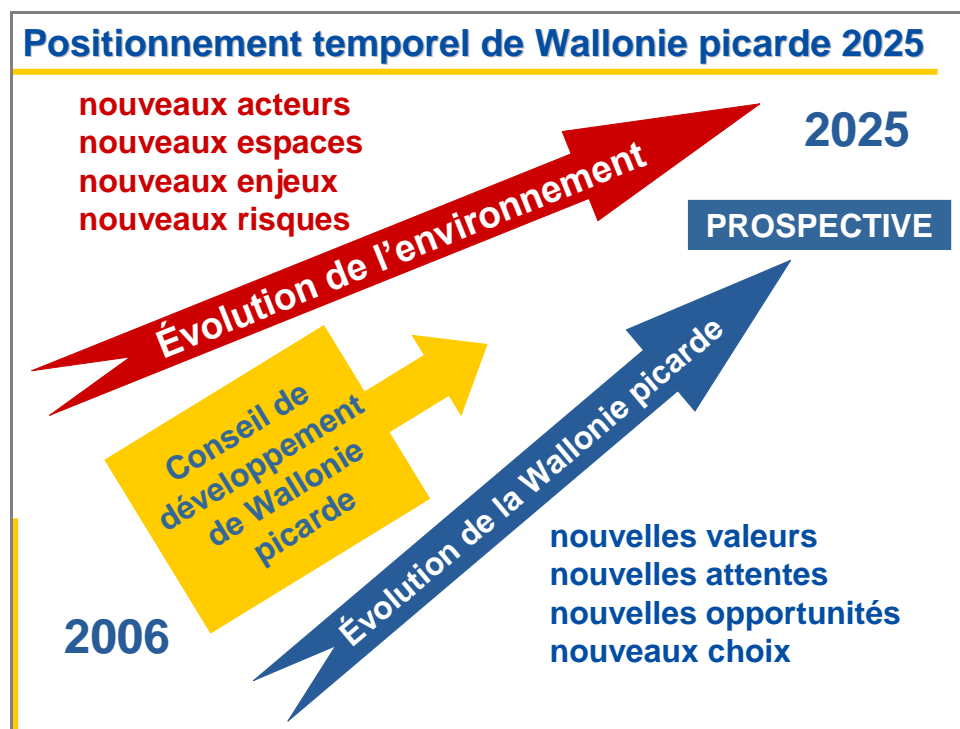 Positionnement temporel de Wallonie picarde 2025
nouveaux acteurs
nouveaux espaces
nouveaux enjeux
nouveaux risques
2025
Évolution de l’environnement
PROSPECTIVE
Conseil de
développement
de Wallonie
picarde
Évolution de la Wallonie picarde
nouvelles valeurs
nouvelles attentes
nouvelles opportunités
nouveaux choix
2006